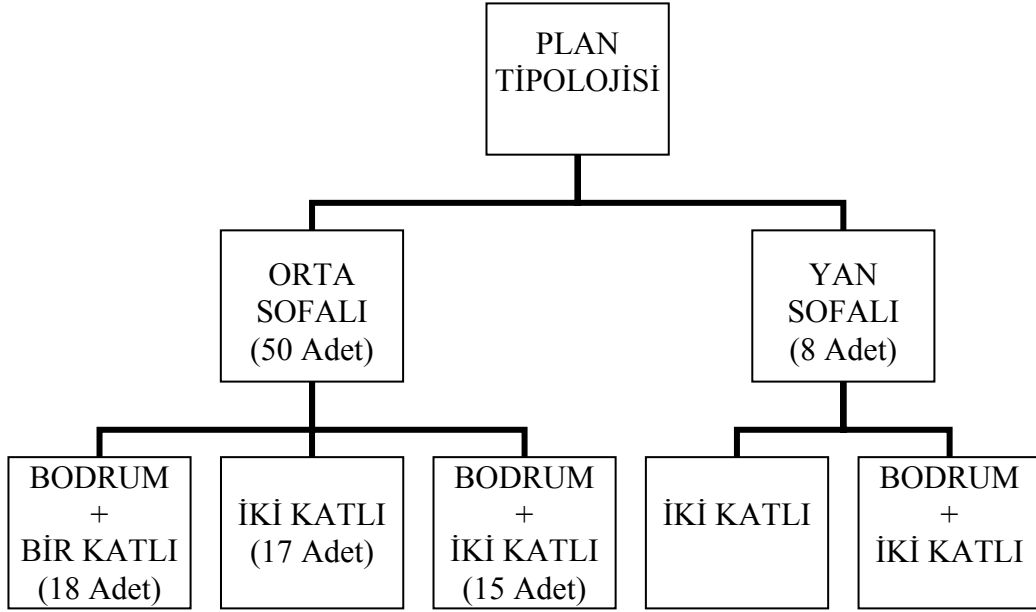 PLAN
TİPOLOJİSİ
ORTA
SOFALI
(50 Adet)
YAN
SOFALI
(8 Adet)
BODRUM
+
BİR KATLI
(18 Adet)
İKİ KATLI
(17 Adet)
BODRUM
+
İKİ KATLI
(15 Adet)
İKİ KATLI
BODRUM
+
İKİ KATLI